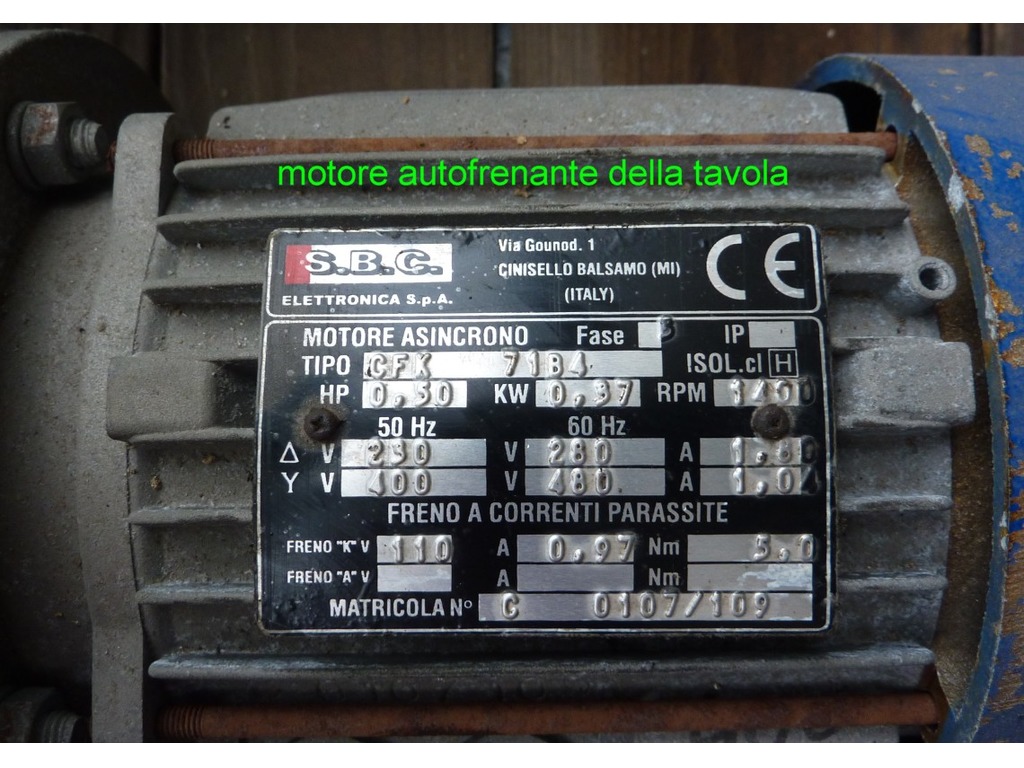 motore autofrenante della tavola
S.B.C.
ELETTRONICA S.p.A.
Via Gounod. 1
CINISELLO BALSAMO (MI)
(ITALY)
CE
MOTORE ASINCRONO Fase 3 IP
TIPO CFK 71B4 ISOL.cl H
HP 0,50 KW 0,37 RPM 1400
50 Hz 60 Hz
Δ V 230 V 280 A 1.80
Y V 400 V 480 A 1,04
FRENO A CORRENTI PARASSITE
FRENO "K" V 110 A 0,97 Nm 5.0
FRENO "A" V A Nm
MATRICOLA N° C 0107/109